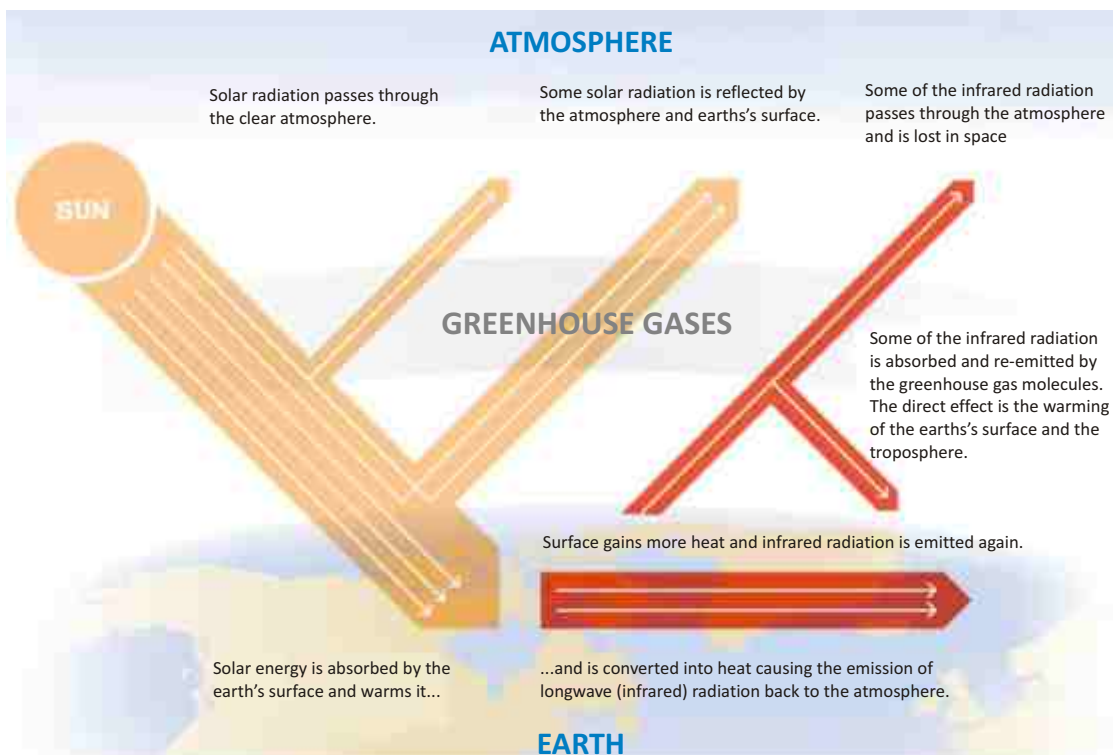 ATMOSPHERE
Solar radiation passes through
the clear atmosphere.
Some solar radiation is reflected by
the atmosphere and earths's surface.
Some of the infrared radiation
passes through the atmosphere
and is lost in space
SUN
GREENHOUSE GASES
Some of the infrared radiation
is absorbed and re-emitted by
the greenhouse gas molecules.
The direct effect is the warming
of the earths's surface and the
troposphere.
Surface gains more heat and infrared radiation is emitted again.
Solar energy is absorbed by the
earth's surface and warms it...
...and is converted into heat causing the emission of
longwave (infrared) radiation back to the atmosphere.
EARTH